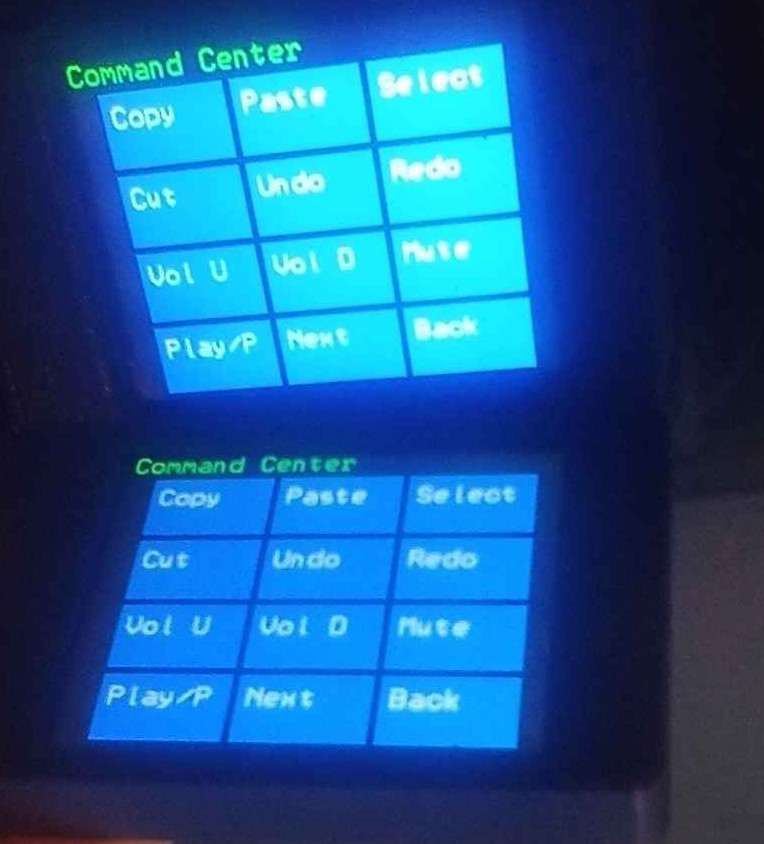 Command Center
Copy Paste Select
Cut Undo Redo
Vol U Vol D Mute
Play/P Next Back
Command Center
Copy Paste Select
Cut Undo Redo
Vol U Vol D Mute
Play/P Next Back